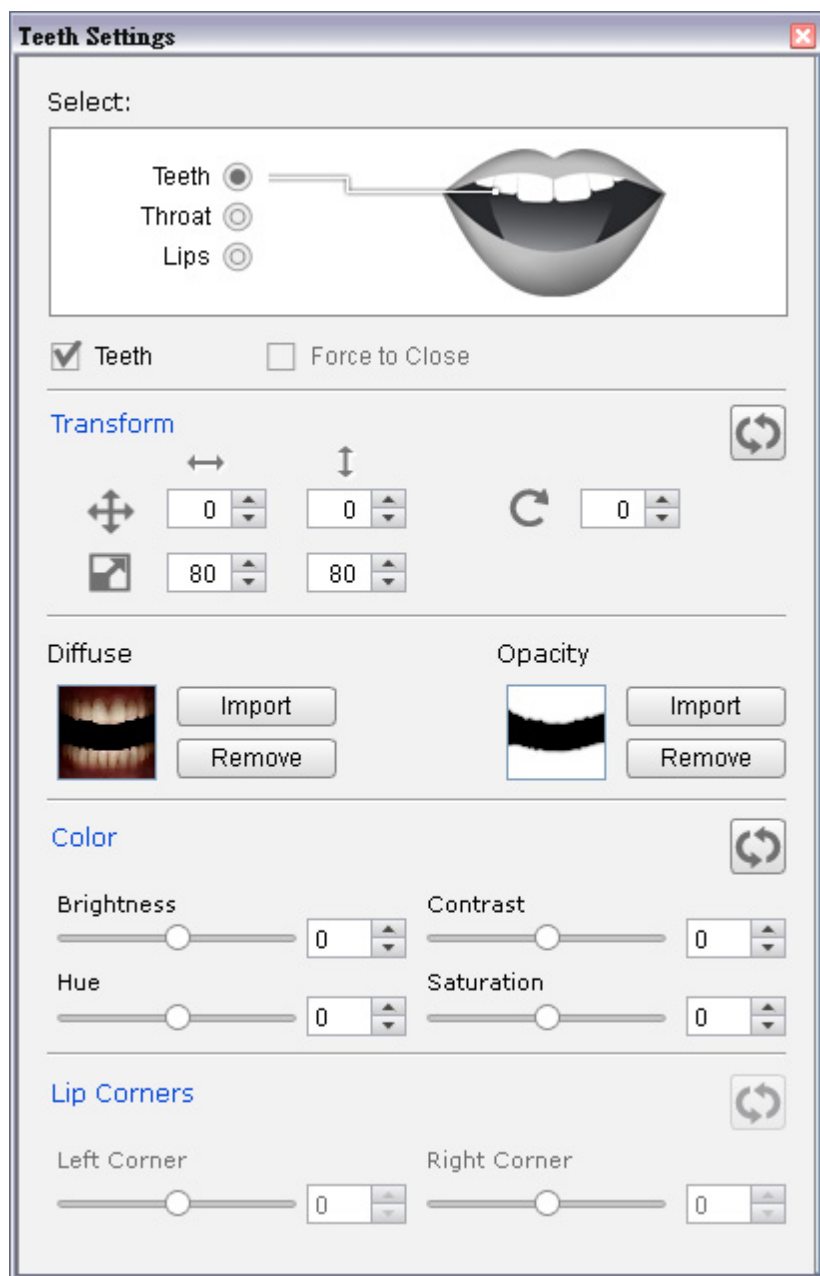 Teeth Settings
Select:
Teeth
Throat
Lips
Teeth Force to Close
Transform
0 0 0
80 80
Diffuse Opacity
Import Import
Remove Remove
Color
Brightness Contrast
0 0
Hue Saturation
0 0
Lip Corners
Left Corner Right Corner
0 0